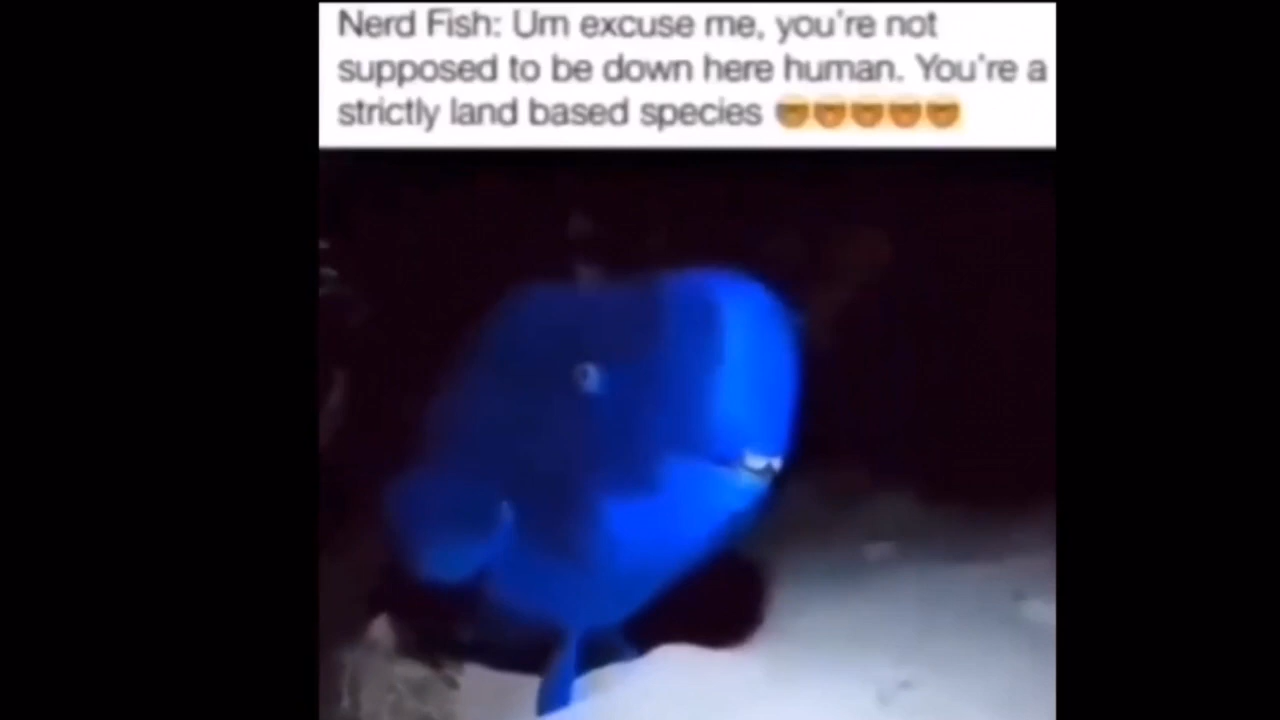 Nerd Fish: Um excuse me, you're not
supposed to be down here human. You're a
strictly land based species 🤓🤓🤓🤓🤓